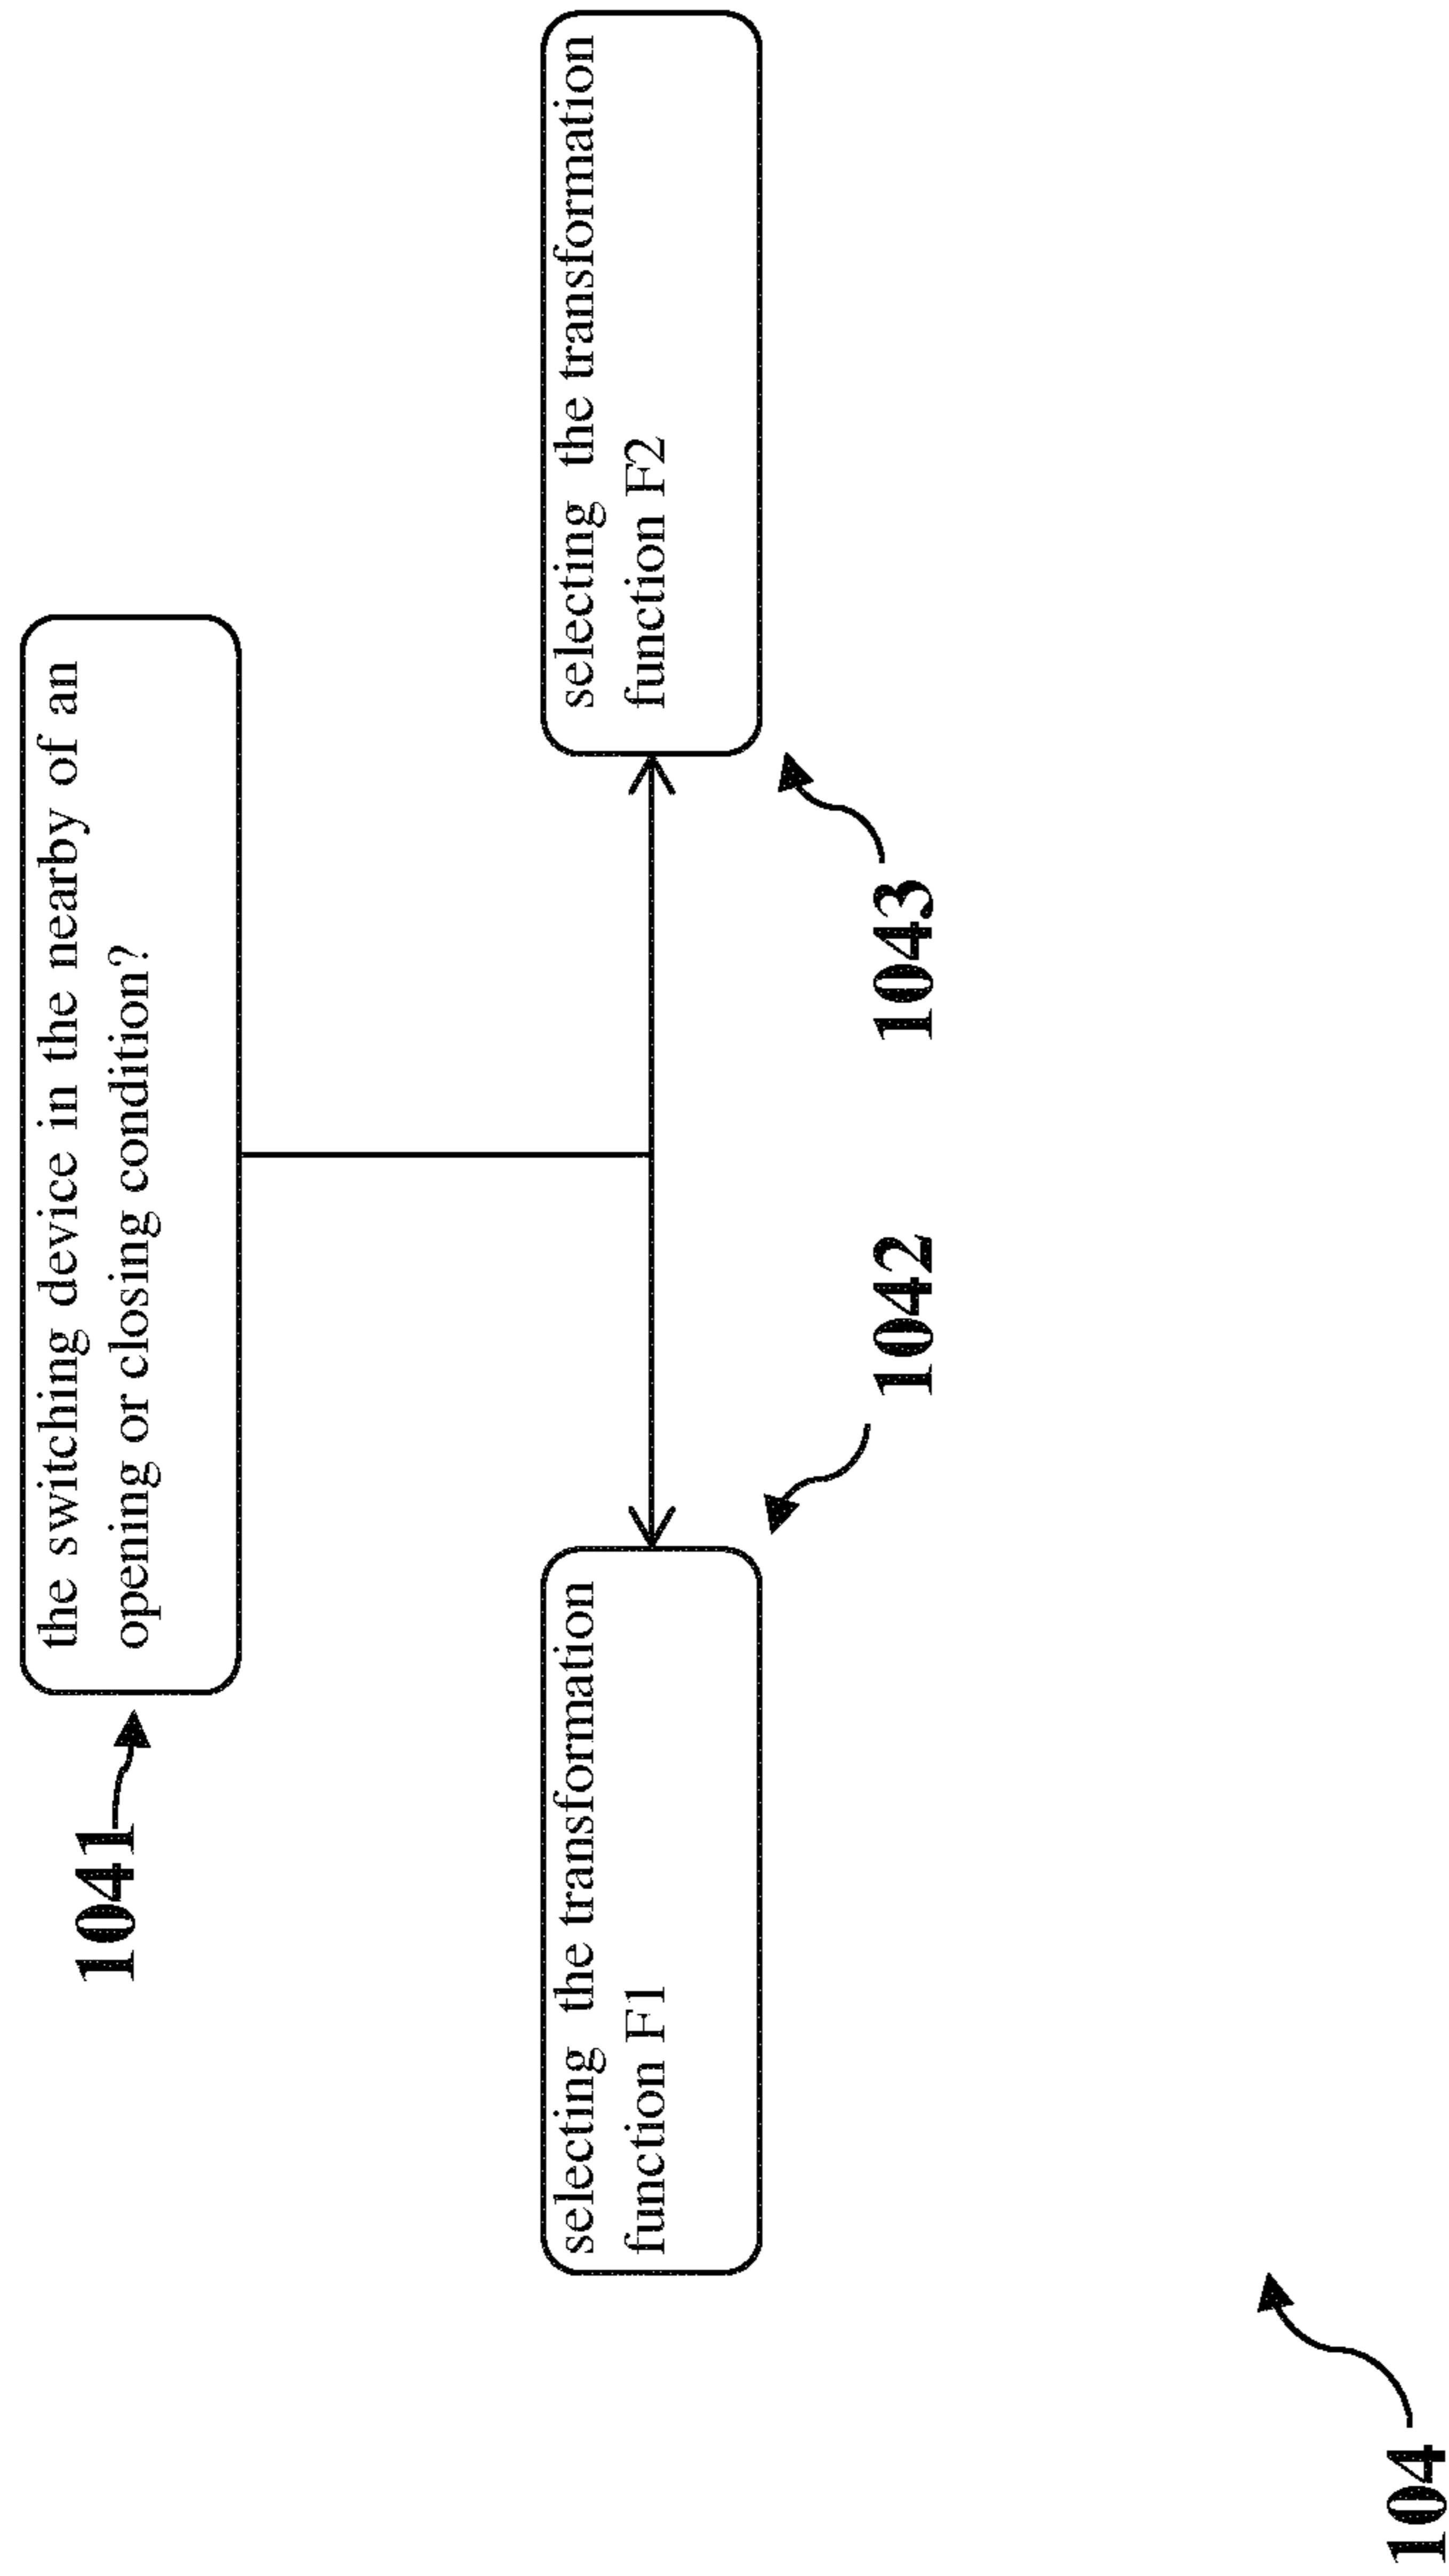 1041
the switching device in the nearby of an
opening or closing condition?
selecting the transformation
function F1
selecting the transformation
function F2
1042
1043
104